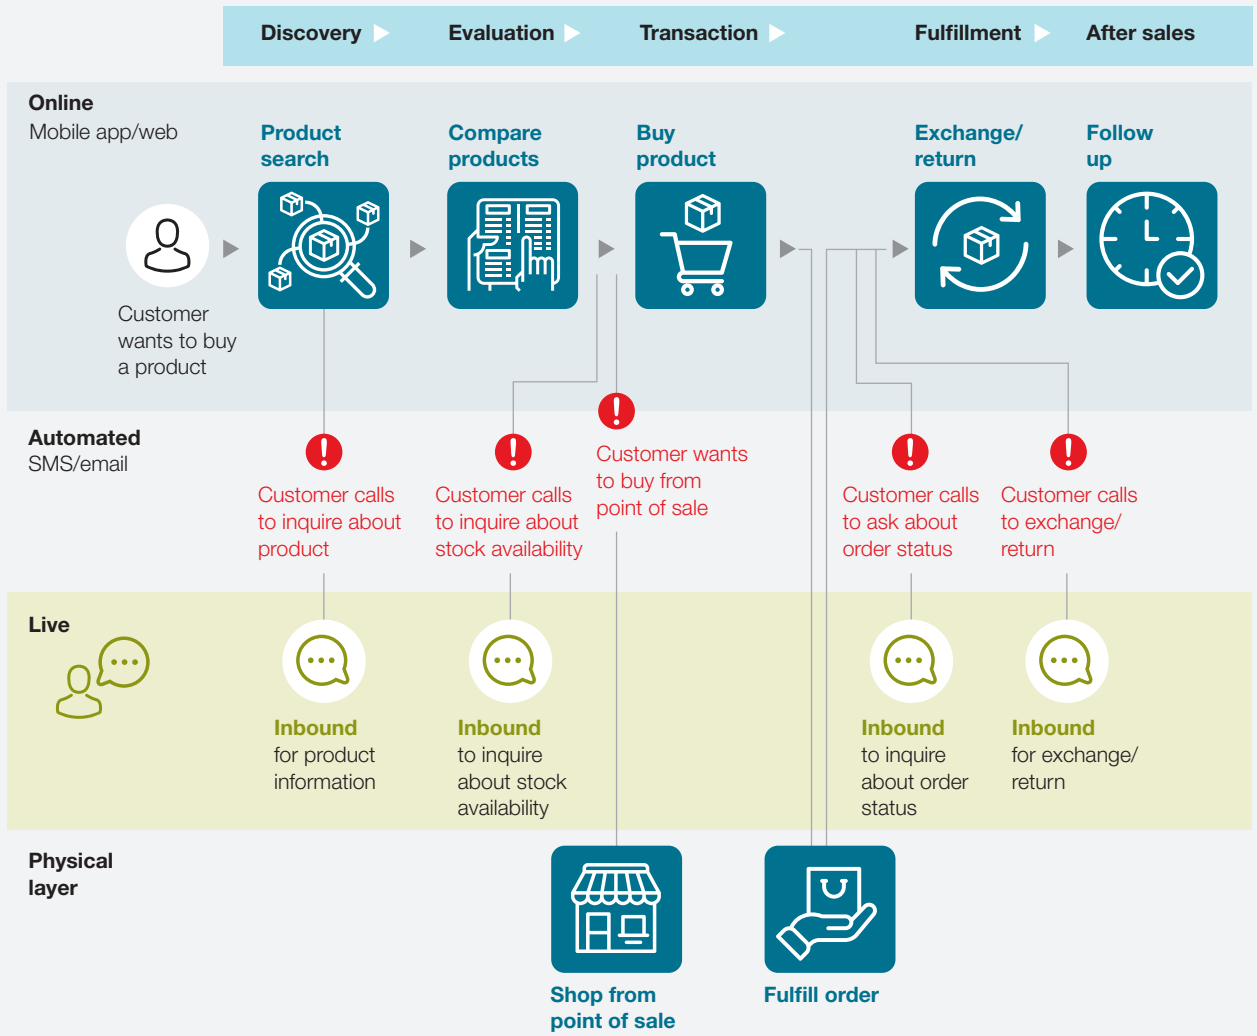 Discovery
Evaluation
Transaction
Fulfillment
After sales
Online
Mobile app/web
Product
search
Compare
products
Buy
product
Exchange/
return
Follow
up
Customer
wants to buy
a product
Automated
SMS/email
Customer calls
to inquire about
product
Customer calls
to inquire about
stock availability
Customer wants
to buy from
point of sale
Customer calls
to ask about
order status
Customer calls
to exchange/
return
Live
Inbound
for product
information
Inbound
to inquire
about stock
availability
Inbound
to inquire
about order
status
Inbound
for exchange/
return
Physical
layer
Shop from
point of sale
Fulfill order